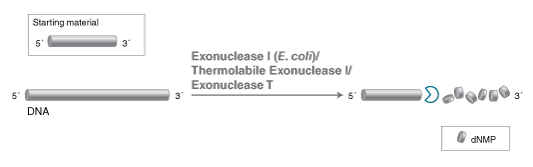 Starting material
5´ 3´
Exonuclease I (E. coli)/
Thermolabile Exonuclease I/
Exonuclease T
5´ 3´ 5´ 3´
DNA
dNMP